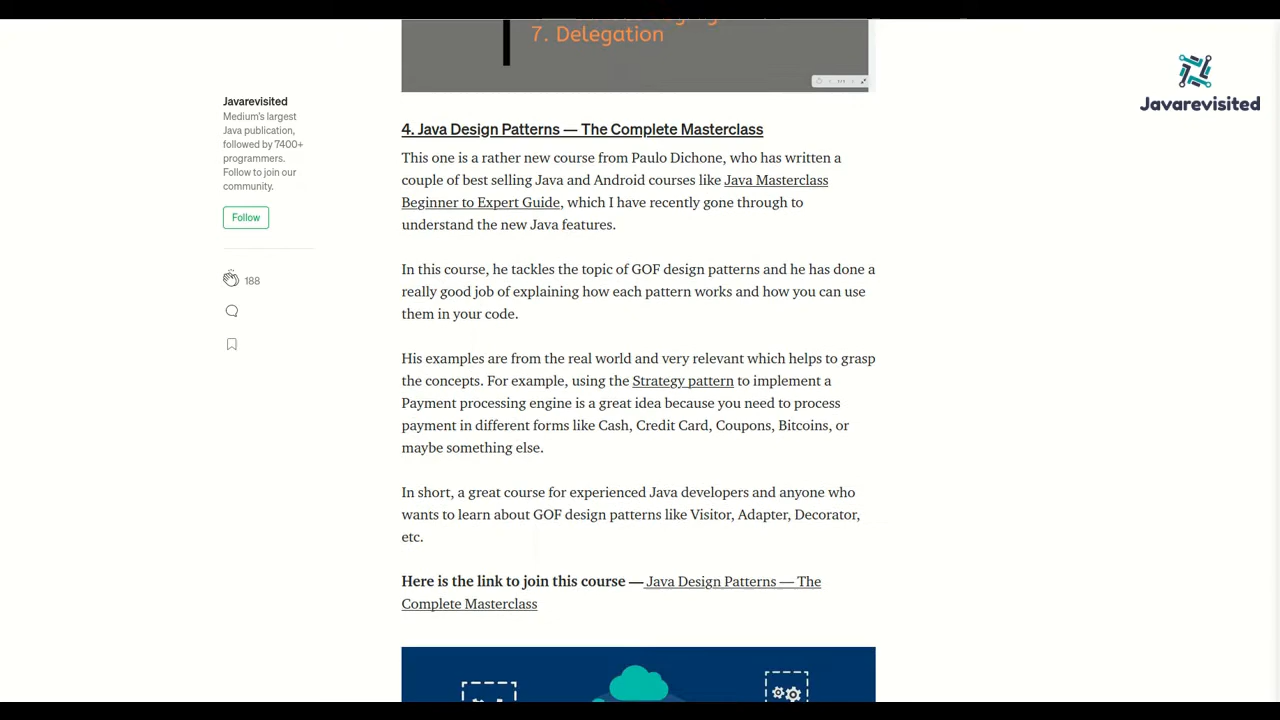 7. Delegation
Javarevisited
Javarevisited
Medium's largest
Java publication,
followed by 7400+
programmers.
Follow to join our
community.
Follow
188
4. Java Design Patterns — The Complete Masterclass
This one is a rather new course from Paulo Dichone, who has written a
couple of best selling Java and Android courses like Java Masterclass
Beginner to Expert Guide, which I have recently gone through to
understand the new Java features.
In this course, he tackles the topic of GOF design patterns and he has done a
really good job of explaining how each pattern works and how you can use
them in your code.
His examples are from the real world and very relevant which helps to grasp
the concepts. For example, using the Strategy pattern to implement a
Payment processing engine is a great idea because you need to process
payment in different forms like Cash, Credit Card, Coupons, Bitcoins, or
maybe something else.
In short, a great course for experienced Java developers and anyone who
wants to learn about GOF design patterns like Visitor, Adapter, Decorator,
etc.
Here is the link to join this course — Java Design Patterns — The
Complete Masterclass